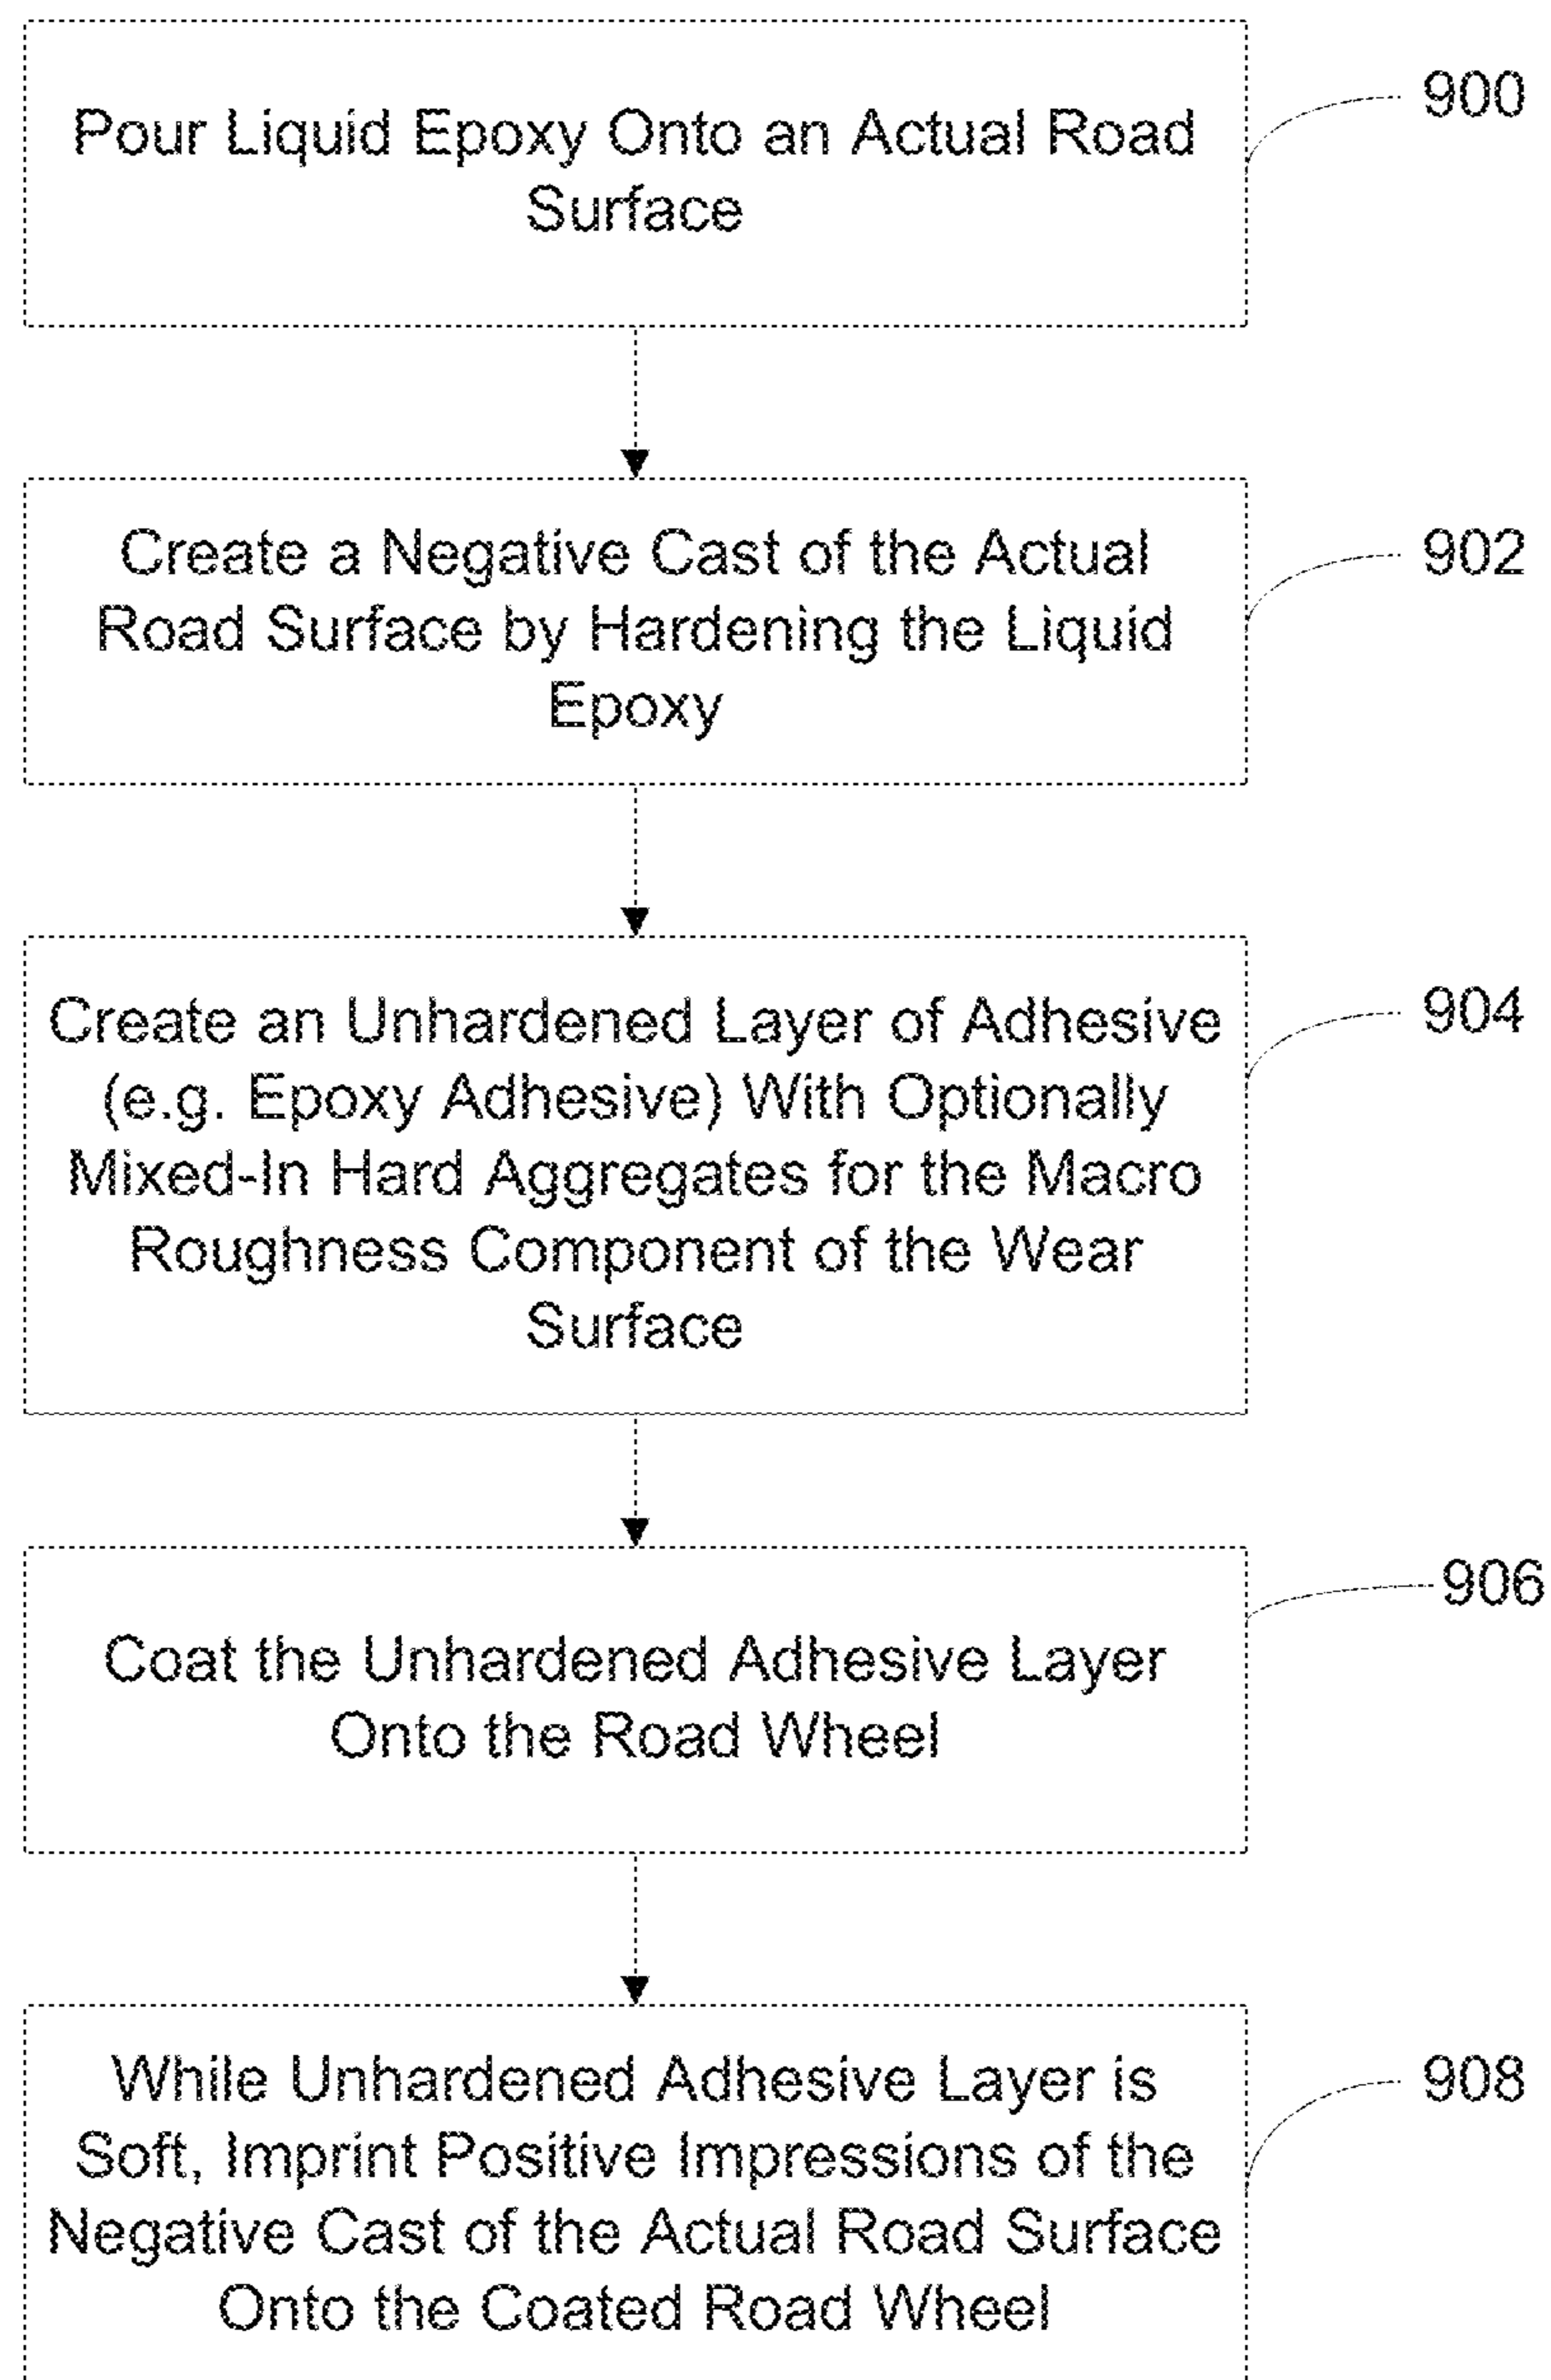 Pour Liquid Epoxy Onto an Actual Road
Surface
900
Create a Negative Cast of the Actual
Road Surface by Hardening the Liquid
Epoxy
902
Create an Unhardened Layer of Adhesive
(e.g. Epoxy Adhesive) With Optionally
Mixed-In Hard Aggregates for the Macro
Roughness Component of the Wear
Surface
904
Coat the Unhardened Adhesive Layer
Onto the Road Wheel
906
While Unhardened Adhesive Layer is
Soft, Imprint Positive Impressions of the
Negative Cast of the Actual Road Surface
Onto the Coated Road Wheel
908